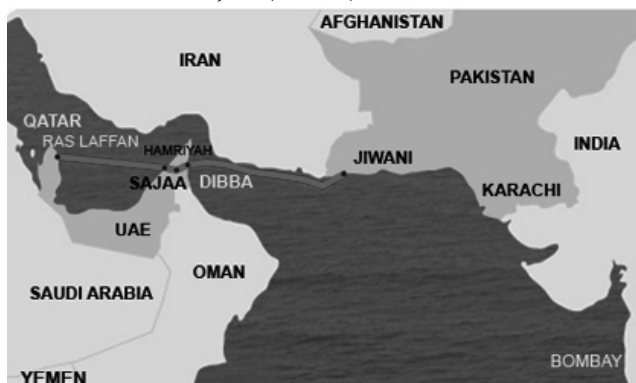 AFGHANISTAN
IRAN
PAKISTAN
INDIA
QATAR
RAS LAFFAN
HAMRIYAH
JIWANI
SAJAA
DIBBA
KARACHI
UAE
OMAN
SAUDI ARABIA
BOMBAY
YEMEN